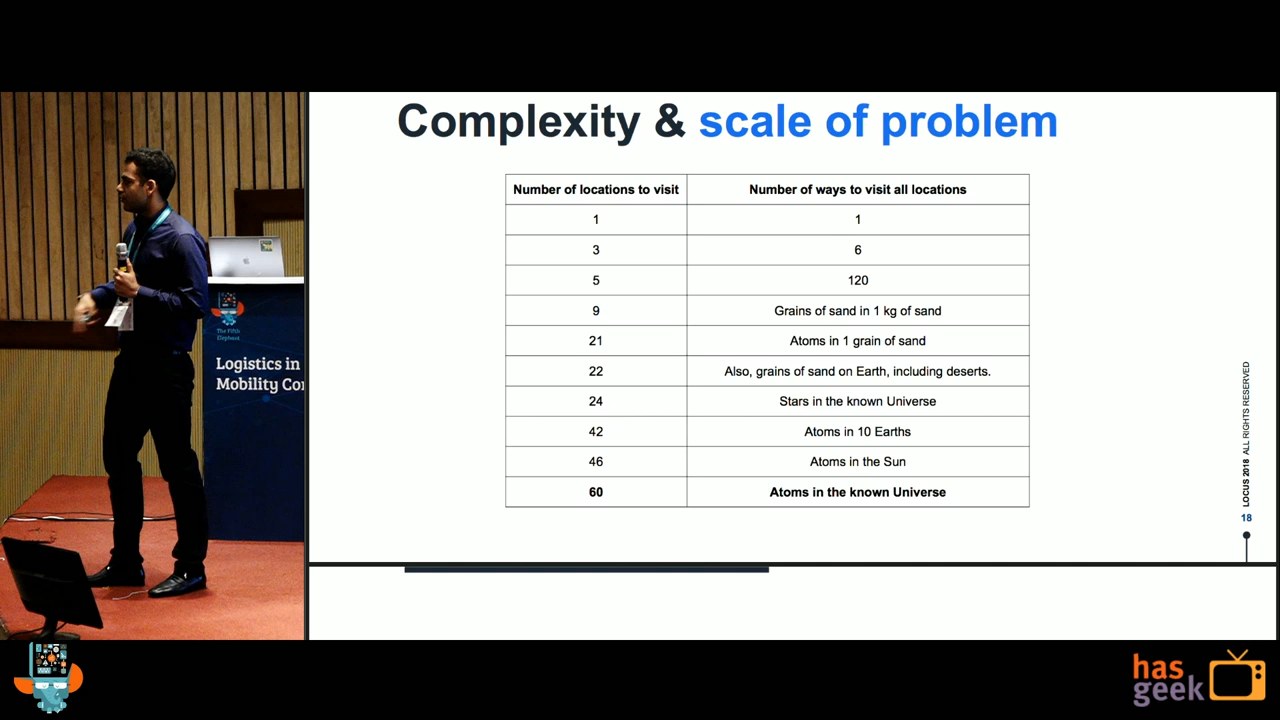 Complexity & scale of problem
Number of locations to visit Number of ways to visit all locations
1 1
3 6
5 120
9 Grains of sand in 1 kg of sand
21 Atoms in 1 grain of sand
22 Also, grains of sand on Earth, including deserts.
24 Stars in the known Universe
42 Atoms in 10 Earths
46 Atoms in the Sun
60 Atoms in the known Universe
LOCUS 2018 ALL RIGHTS RESERVED
18
The Fifth
Elephant
Logistics in
Mobility Co
has
geek